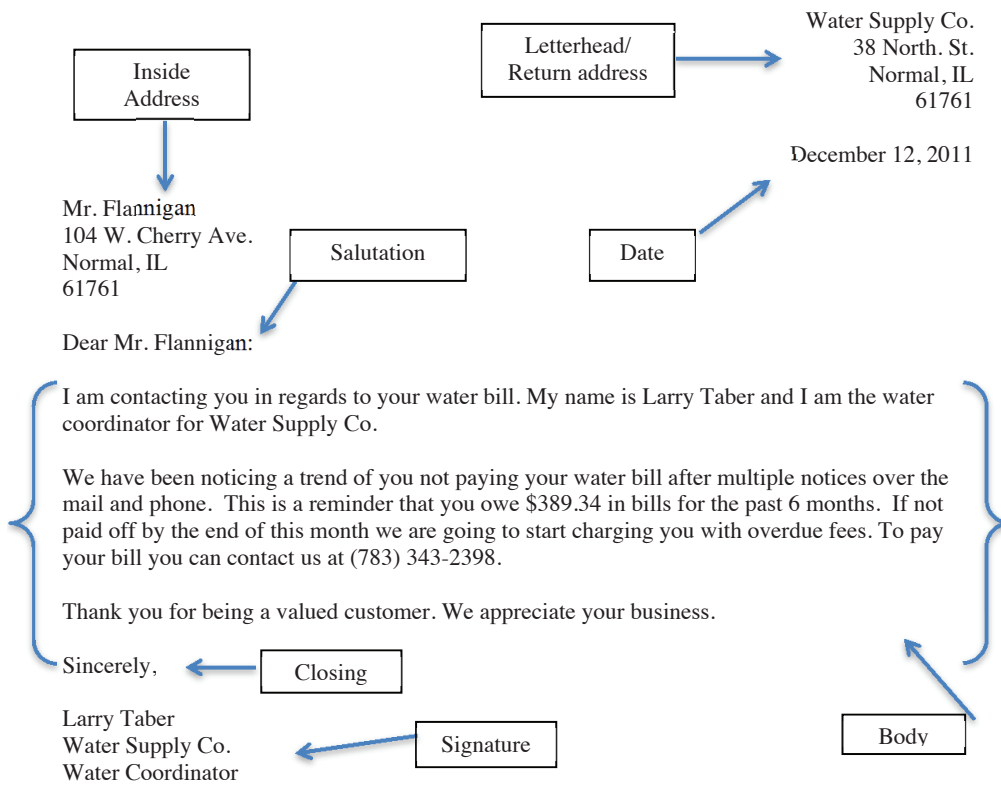 Water Supply Co.
38 North. St.
Normal, IL
61761
Letterhead/
Return address
Inside
Address
December 12, 2011
Mr. Flannigan
104 W. Cherry Ave.
Normal, IL
61761
Salutation
Date
Dear Mr. Flannigan:
I am contacting you in regards to your water bill. My name is Larry Taber and I am the water
coordinator for Water Supply Co.
We have been noticing a trend of you not paying your water bill after multiple notices over the
mail and phone.  This is a reminder that you owe $389.34 in bills for the past 6 months.  If not
paid off by the end of this month we are going to start charging you with overdue fees. To pay
your bill you can contact us at (783) 343-2398.
Thank you for being a valued customer. We appreciate your business.
Sincerely,
Closing
Larry Taber
Water Supply Co.
Water Coordinator
Signature
Body